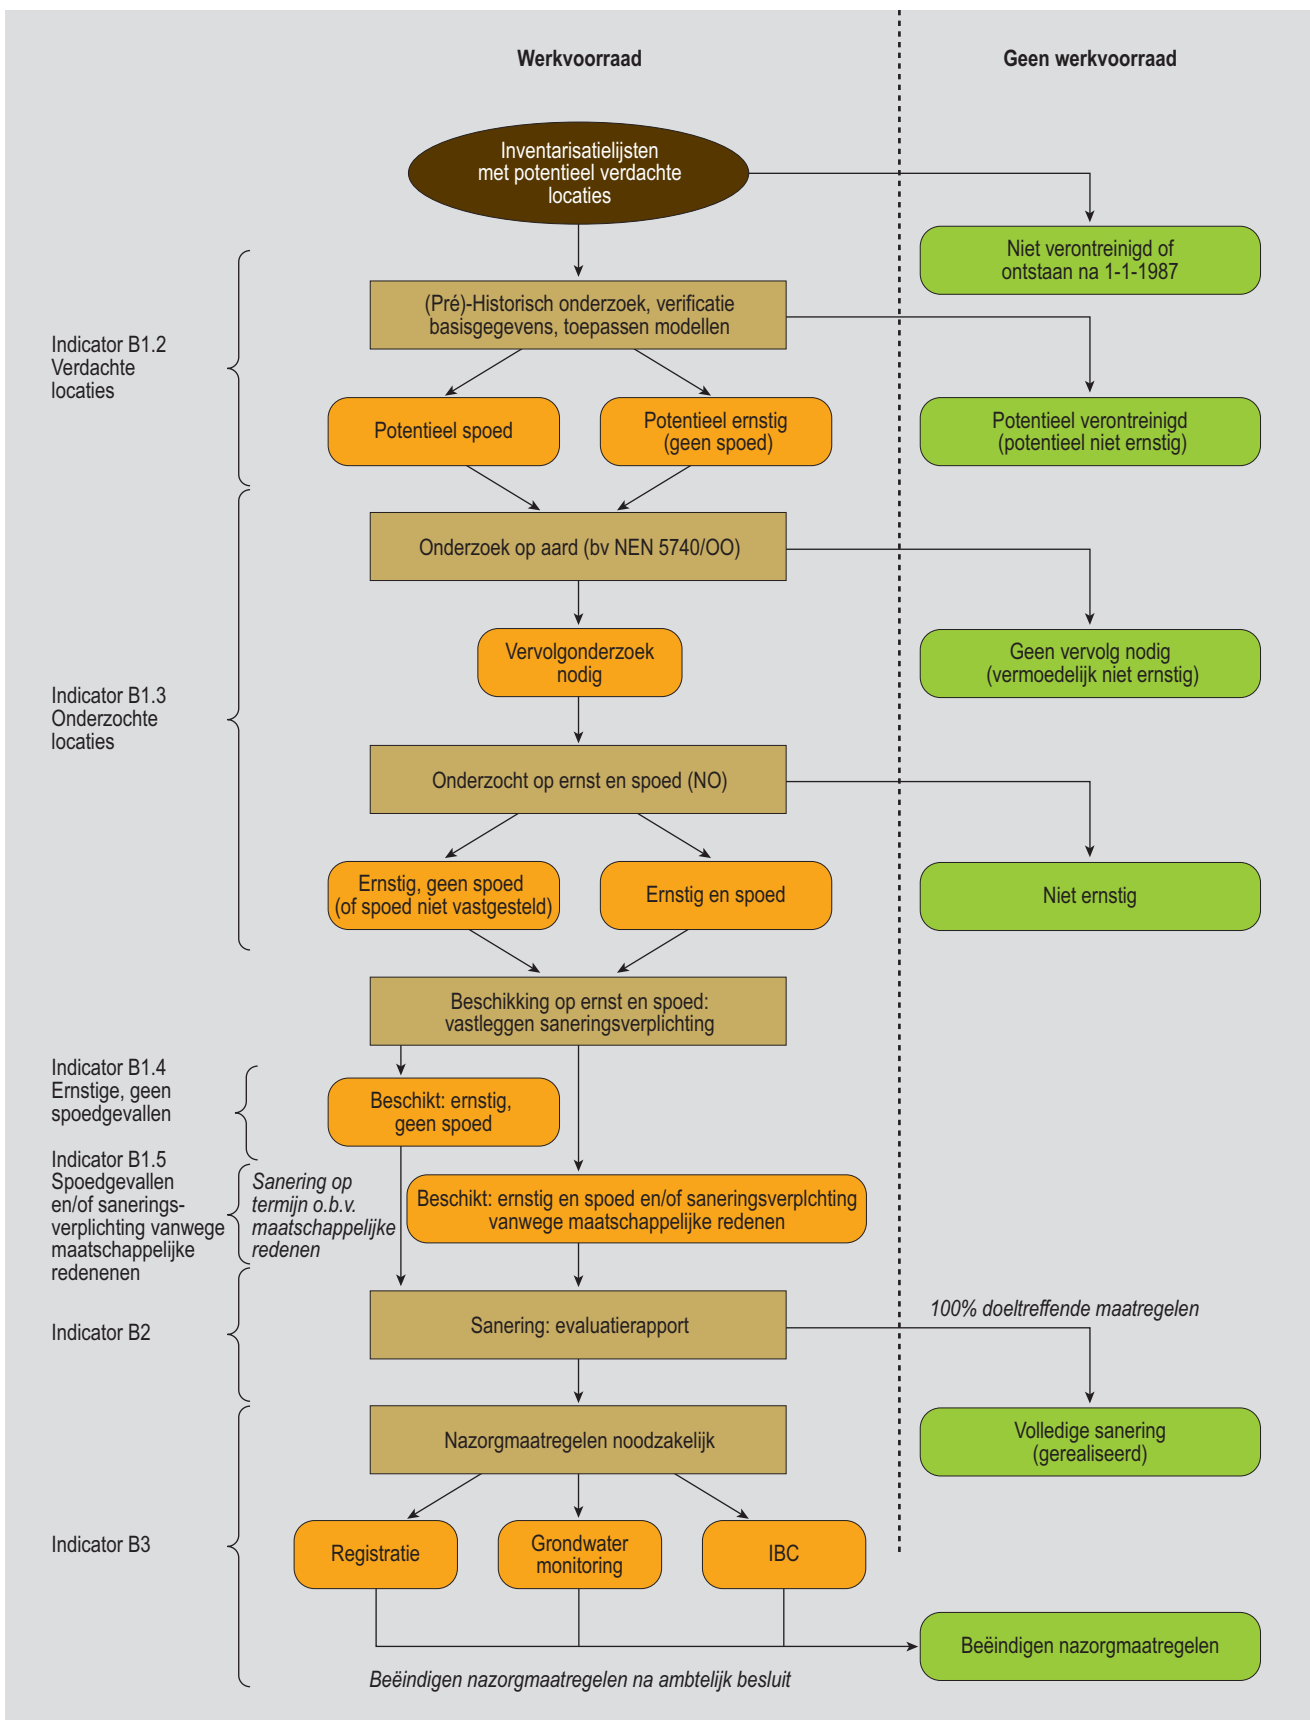 Werkvoorraad
Geen werkvoorraad
Inventarisatielijsten
met potentieel verdachte
locaties
Niet verontreinigd of
ontstaan na 1-1-1987
Indicator B1.2
Verdachte
locaties
(Pré)-Historisch onderzoek, verificatie
basisgegevens, toepassen modellen
Potentieel spoed
Potentieel ernstig
(geen spoed)
Potentieel verontreinigd
(potentieel niet ernstig)
Indicator B1.3
Onderzochte
locaties
Onderzoek op aard (bv NEN 5740/OO)
Vervolgonderzoek
nodig
Geen vervolg nodig
(vermoedelijk niet ernstig)
Onderzocht op ernst en spoed (NO)
Ernstig, geen spoed
(of spoed niet vastgesteld)
Ernstig en spoed
Niet ernstig
Beschikking op ernst en spoed:
vastleggen saneringsverplichting
Indicator B1.4
Ernstige, geen
spoedgevallen
Beschikt: ernstig,
geen spoed
Indicator B1.5
Spoedgevallen
en/of sanerings-
verplichting vanwege
maatschappelijke
redenenen
Sanering op
termijn o.b.v.
maatschappelijke
redenen
Beschikt: ernstig en spoed en/of saneringsverplchting
vanwege maatschappelijke redenen
Indicator B2
Sanering: evaluatierapport
100% doeltreffende maatregelen
Volledige sanering
(gerealiseerd)
Indicator B3
Nazorgmaatregelen noodzakelijk
Registratie
Grondwater
monitoring
IBC
Beëindigen nazorgmaatregelen
Beëindigen nazorgmaatregelen na ambtelijk besluit